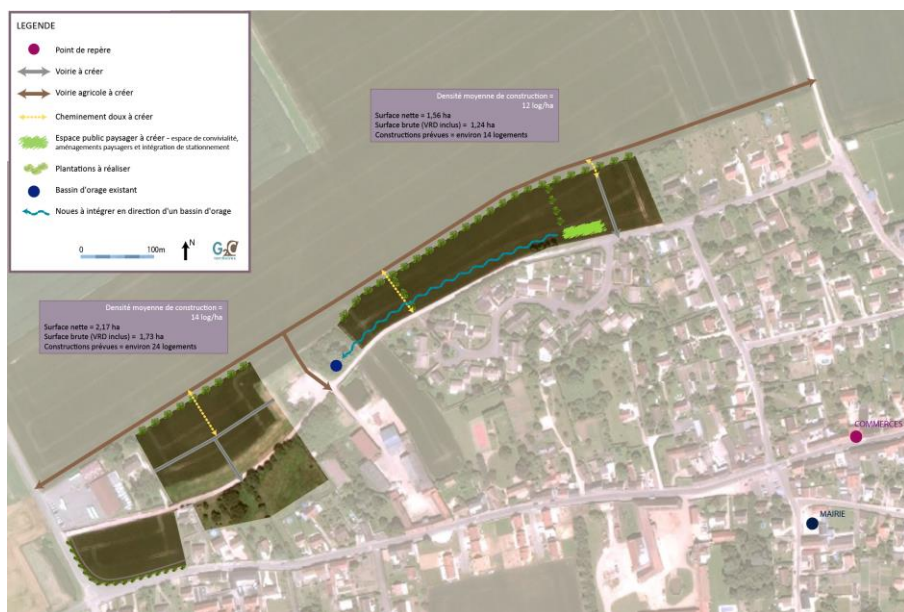 LEGENDE
Point de repère
Voirie à créer
Voirie agricole à créer
Cheminement doux à créer
Espace public paysager à créer – espace de convivialité,
aménagements paysagers et intégration de stationnement
Plantations à réaliser
Bassin d'orage existant
Noues à intégrer en direction d'un bassin d'orage
0 100m
N
G2C
Densité moyenne de construction =
12 log/ha
Surface nette = 1,56 ha
Surface brute (VRD inclus) = 1,24 ha
Constructions prévues = environ 14 logements
Densité moyenne de construction =
14 log/ha
Surface nette = 2,17 ha
Surface brute (VRD inclus) = 1,73 ha
Constructions prévues = environ 24 logements
COMMERCES
MAIRIE